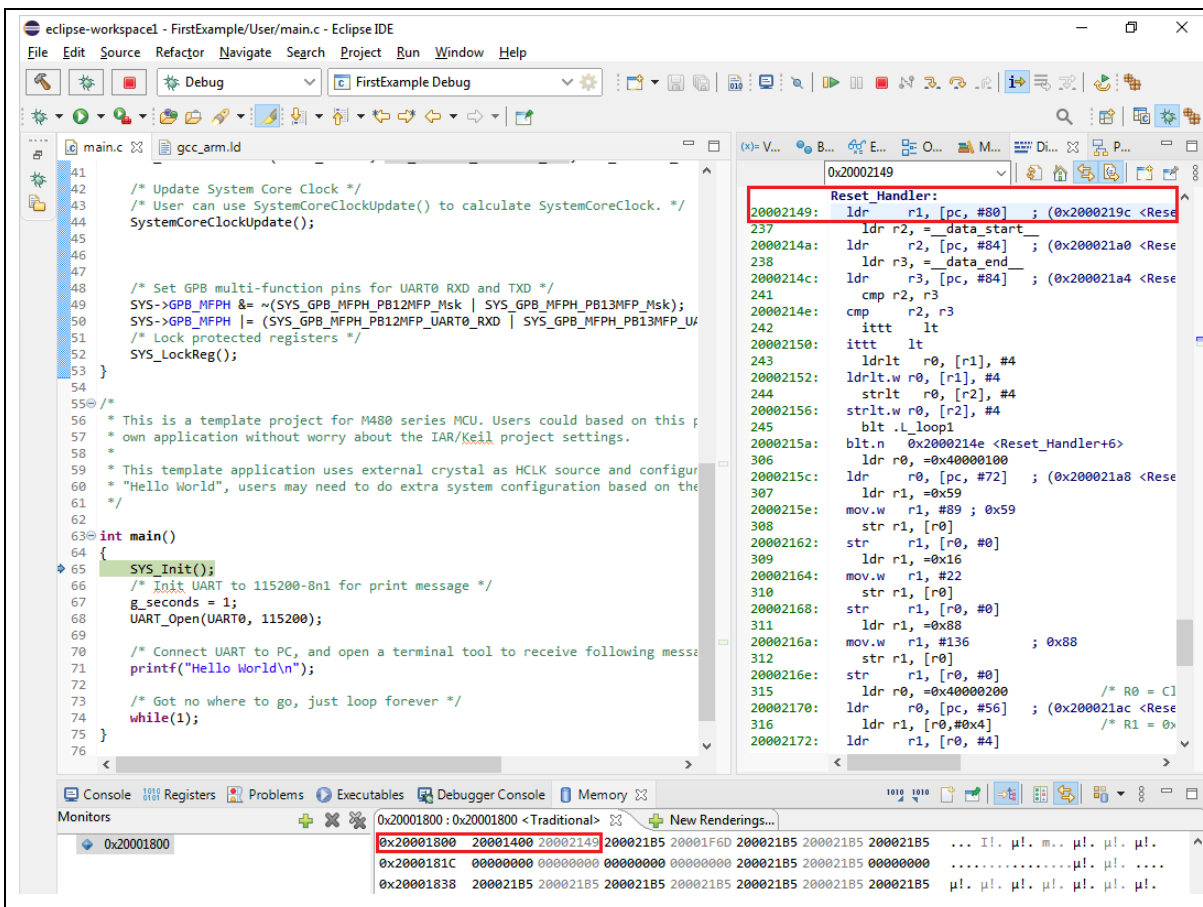 eclipse-workspace1 - FirstExample/User/main.c - Eclipse IDE
File Edit Source Refactor Navigate Search Project Run Window Help
Debug
FirstExample Debug
main.c
gcc_arm.ld
41
42 /* Update System Core Clock */
43 /* User can use SystemCoreClockUpdate() to calculate SystemCoreClock. */
44 SystemCoreClockUpdate();
45
46
47
48 /* Set GPB multi-function pins for UART0 RXD and TXD */
49 SYS->GPB_MFPH &= ~(SYS_GPB_MFPH_PB12MFP_Msk | SYS_GPB_MFPH_PB13MFP_Msk);
50 SYS->GPB_MFPH |= (SYS_GPB_MFPH_PB12MFP_UART0_RXD | SYS_GPB_MFPH_PB13MFP_UA
51 /* Lock protected registers */
52 SYS_LockReg();
53 }
54
55 /*
56 * This is a template project for M480 series MCU. Users could based on this p
57 * own application without worry about the IAR/Keil project settings.
58 *
59 * This template application uses external crystal as HCLK source and configur
60 * "Hello World", users may need to do extra system configuration based on the
61 */
62
63 int main()
64 {
65 SYS_Init();
66 /* Init UART to 115200-8n1 for print message */
67 g_seconds = 1;
68 UART_Open(UART0, 115200);
69
70 /* Connect UART to PC, and open a terminal tool to receive following messa
71 printf("Hello World\n");
72
73 /* Got no where to go, just loop forever */
74 while(1);
75 }
76
(x)= V... B... E... O... M... Di... P...
0x20002149
Reset_Handler:
20002149: ldr r1, [pc, #80] ; (0x2000219c <Rese
237 ldr r2, =__data_start__
2000214a: ldr r2, [pc, #84] ; (0x200021a0 <Rese
238 ldr r3, =__data_end__
2000214c: ldr r3, [pc, #84] ; (0x200021a4 <Rese
241 cmp r2, r3
2000214e: cmp r2, r3
242 ittt lt
20002150: ittt lt
243 ldrlt r0, [r1], #4
20002152: ldrlt.w r0, [r1], #4
244 strlt r0, [r2], #4
20002156: strlt.w r0, [r2], #4
245 blt .L_loop1
2000215a: blt.n 0x2000214e <Reset_Handler+6>
306 ldr r0, =0x40000100
2000215c: ldr r0, [pc, #72] ; (0x200021a8 <Rese
307 ldr r1, =0x59
2000215e: mov.w r1, #89 ; 0x59
308 str r1, [r0]
20002162: str r1, [r0, #0]
309 ldr r1, =0x16
20002164: mov.w r1, #22
310 str r1, [r0]
20002168: str r1, [r0, #0]
311 ldr r1, =0x88
2000216a: mov.w r1, #136 ; 0x88
312 str r1, [r0]
2000216e: str r1, [r0, #0]
315 ldr r0, =0x40000200 /* R0 = Cl
20002170: ldr r0, [pc, #56] ; (0x200021ac <Rese
316 ldr r1, [r0,#0x4] /* R1 = 0x
20002172: ldr r1, [r0, #4]
Console Registers Problems Executables Debugger Console Memory
Monitors
0x20001800
0x20001800 : 0x20001800 <Traditional> New Renderings...
0x20001800 20001400 20002149 200021B5 20001F6D 200021B5 200021B5 200021B5 ... I!. µ!. m.. µ!. µ!. µ!.
0x2000181C 00000000 00000000 00000000 00000000 200021B5 200021B5 00000000 ................µ!. µ!. ....
0x20001838 200021B5 200021B5 200021B5 200021B5 200021B5 200021B5 200021B5 µ!. µ!. µ!. µ!. µ!. µ!. µ!.